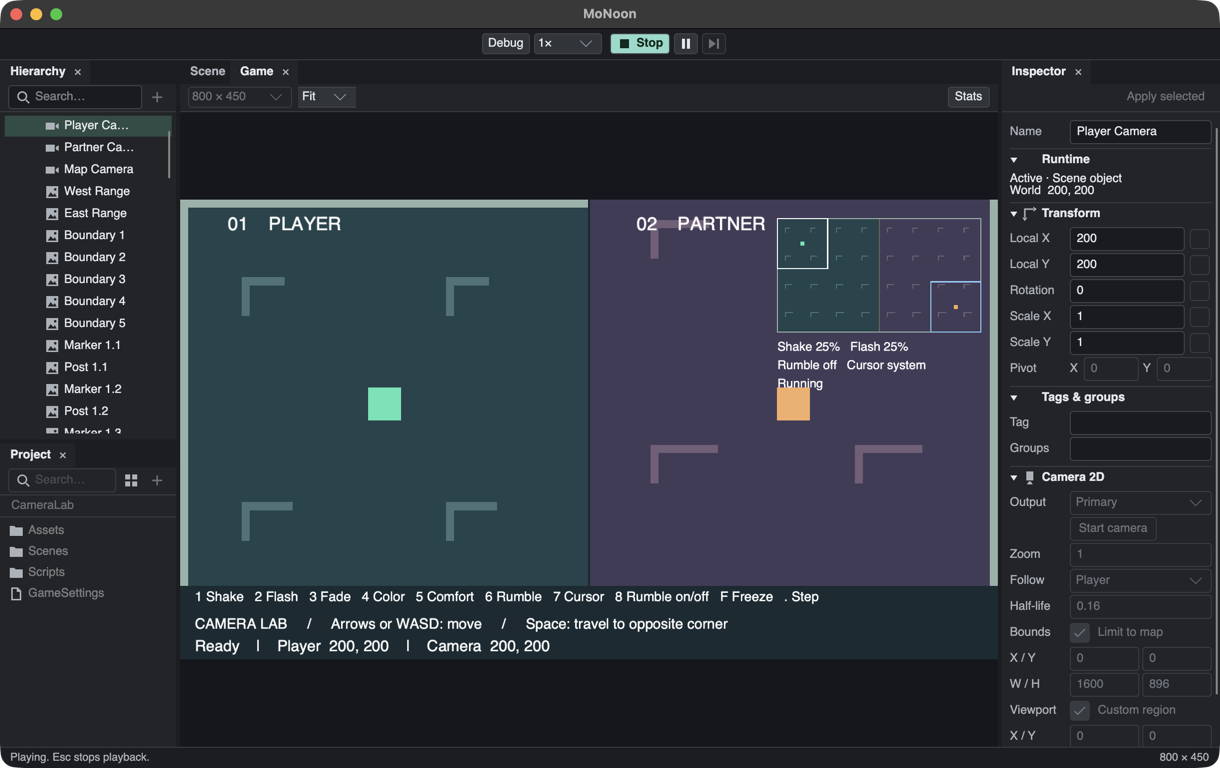 MoNoon
Debug 1× Stop
Hierarchy ×
Search...
Player Ca...
Partner Ca...
Map Camera
West Range
East Range
Boundary 1
Boundary 2
Boundary 3
Boundary 4
Boundary 5
Marker 1.1
Post 1.1
Marker 1.2
Post 1.2
Marker 1.3
Project ×
Search...
CameraLab
Assets
Scenes
Scripts
GameSettings
Scene Game ×
800 × 450 Fit Stats
01 PLAYER
02 PARTNER
Shake 25% Flash 25%
Rumble off Cursor system
Running
1 Shake 2 Flash 3 Fade 4 Color 5 Comfort 6 Rumble 7 Cursor 8 Rumble on/off F Freeze . Step
CAMERA LAB / Arrows or WASD: move / Space: travel to opposite corner
Ready | Player 200, 200 | Camera 200, 200
Inspector ×
Apply selected
Name Player Camera
Runtime
Active · Scene object
World 200, 200
Transform
Local X 200
Local Y 200
Rotation 0
Scale X 1
Scale Y 1
Pivot X 0 Y 0
Tags & groups
Tag
Groups
Camera 2D
Output Primary
Start camera
Zoom 1
Follow Player
Half-life 0.16
Bounds Limit to map
X / Y 0 0
W / H 1600 896
Viewport Custom region
X / Y 0 0
Playing. Esc stops playback.
800 × 450